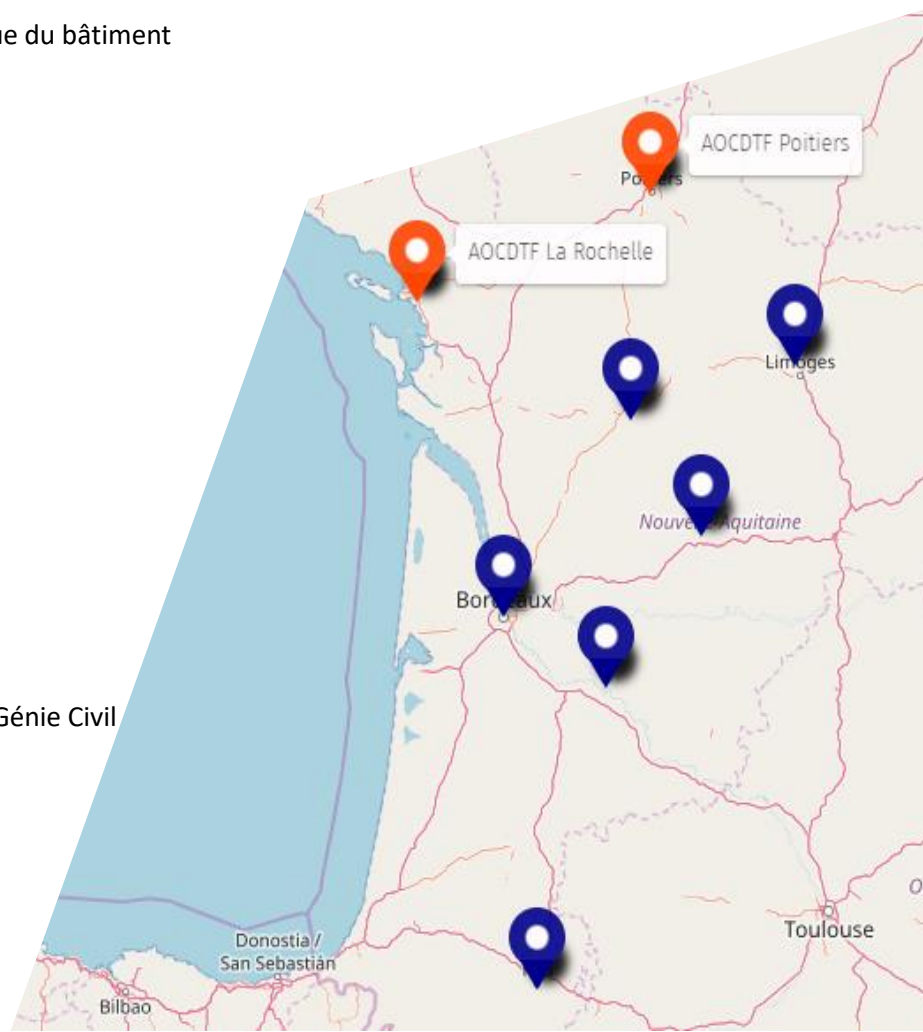 ue du bâtiment
AOCDTF Poitiers
Poitiers
AOCDTF La Rochelle
Limoges
Nouvelle-Aquitaine
Bordeaux
Génie Civil
Toulouse
Donostia /
San Sebastián
Bilbao